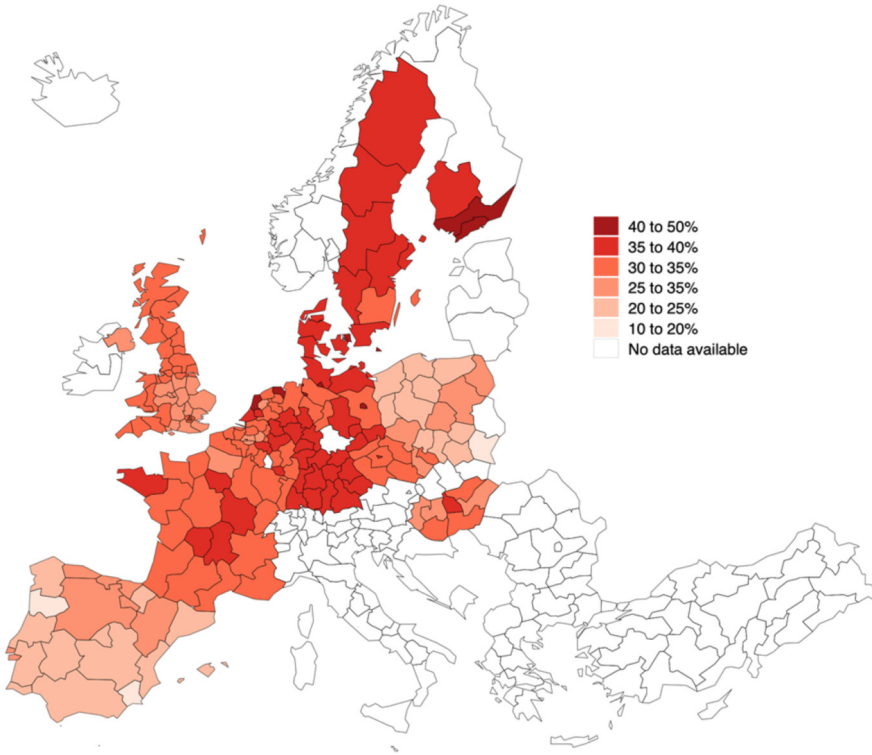 40 to 50%
35 to 40%
30 to 35%
25 to 35%
20 to 25%
10 to 20%
No data available